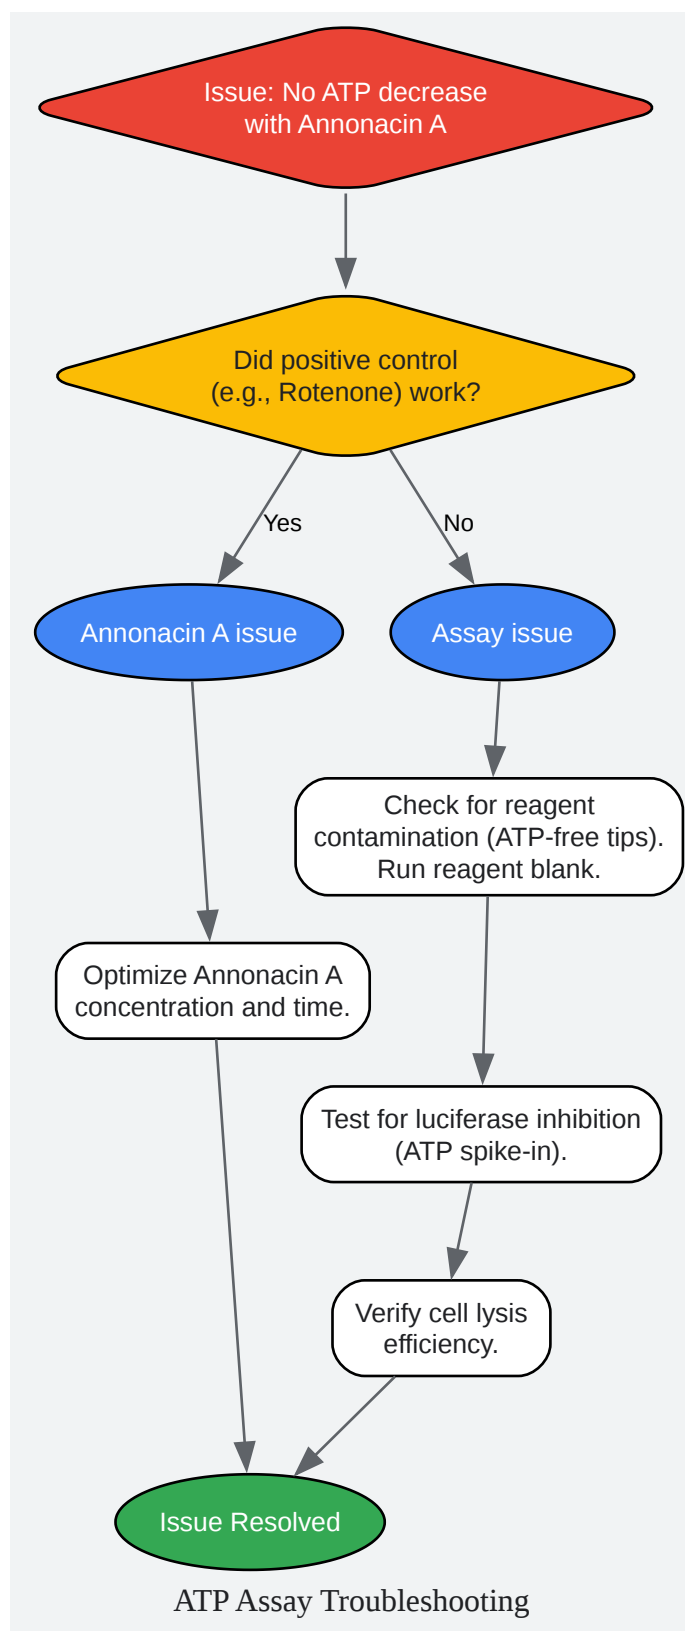 Issue: No ATP decrease
with Annonacin A
Did positive control
(e.g., Rotenone) work?
Yes
No
Annonacin A issue
Assay issue
Check for reagent
contamination (ATP-free tips).
Run reagent blank.
Optimize Annonacin A
concentration and time.
Test for luciferase inhibition
(ATP spike-in).
Verify cell lysis
efficiency.
Issue Resolved
ATP Assay Troubleshooting